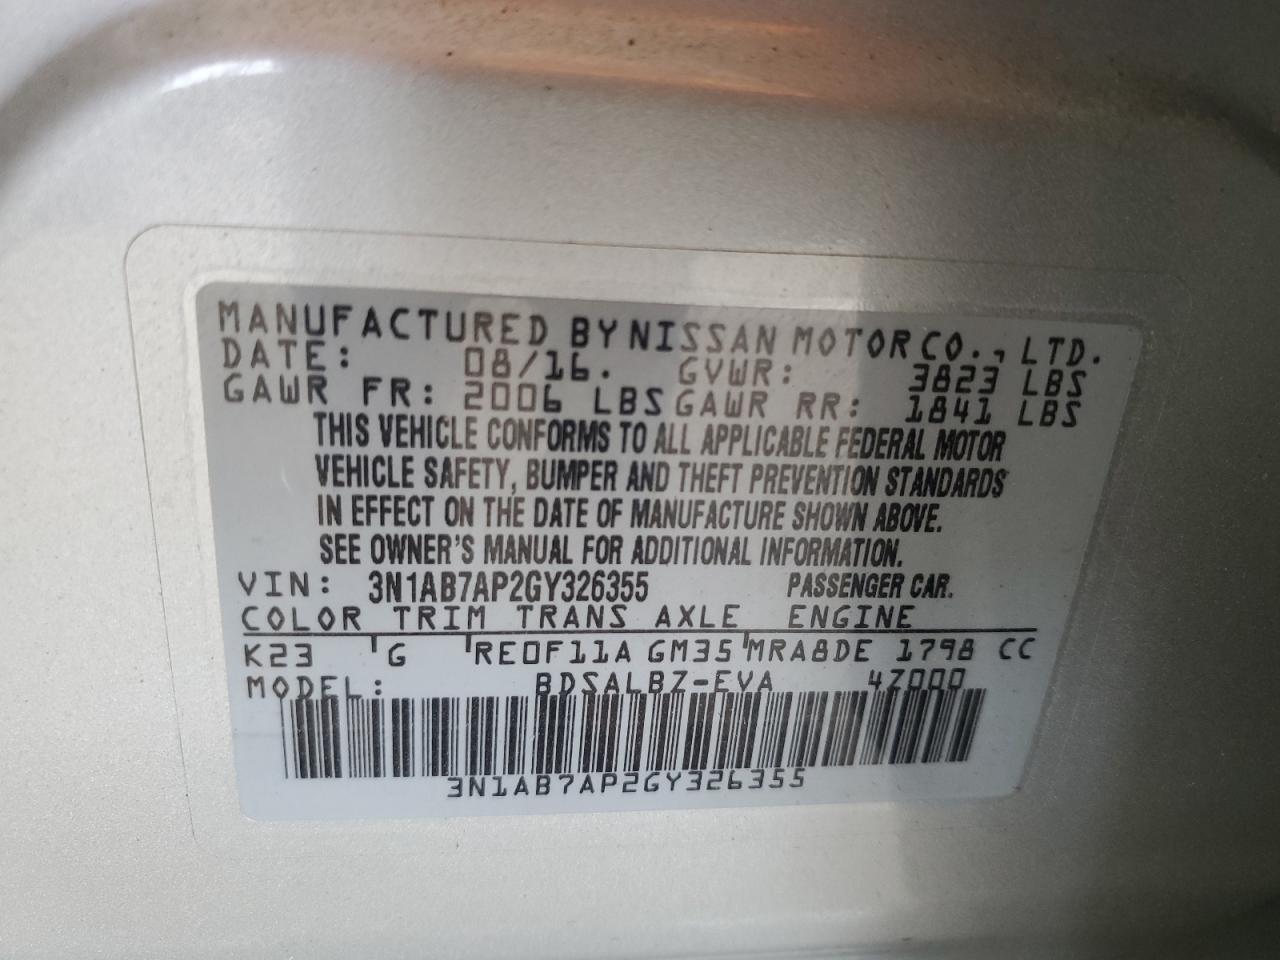 MANUFACTURED BY NISSAN MOTOR CO., LTD.
DATE: 08/16. GVWR: 3823 LBS
GAWR FR: 2006 LBS GAWR RR: 1841 LBS
THIS VEHICLE CONFORMS TO ALL APPLICABLE FEDERAL MOTOR
VEHICLE SAFETY, BUMPER AND THEFT PREVENTION STANDARDS
IN EFFECT ON THE DATE OF MANUFACTURE SHOWN ABOVE.
SEE OWNER'S MANUAL FOR ADDITIONAL INFORMATION.
VIN: 3N1AB7AP2GY326355 PASSENGER CAR.
COLOR TRIM TRANS AXLE ENGINE
K23 G RE0F11A GM35 MRA8DE 1798 CC
MODEL: BDSALBZ-EVA 4Z000
3N1AB7AP2GY326355